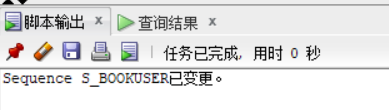 脚本输出 × 查询结果 ×
任务已完成, 用时 0 秒
Sequence S_BOOKUSER已变更。